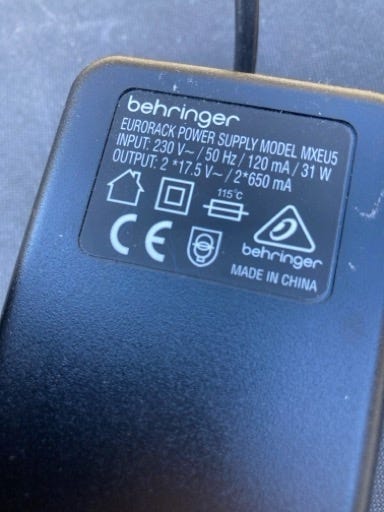 behringer
EURORACK POWER SUPPLY MODEL MXEU5
INPUT: 230 V~ / 50 Hz / 120 mA / 31 W
OUTPUT: 2 *17.5 V~ / 2*650 mA
115°C
CE
behringer
MADE IN CHINA